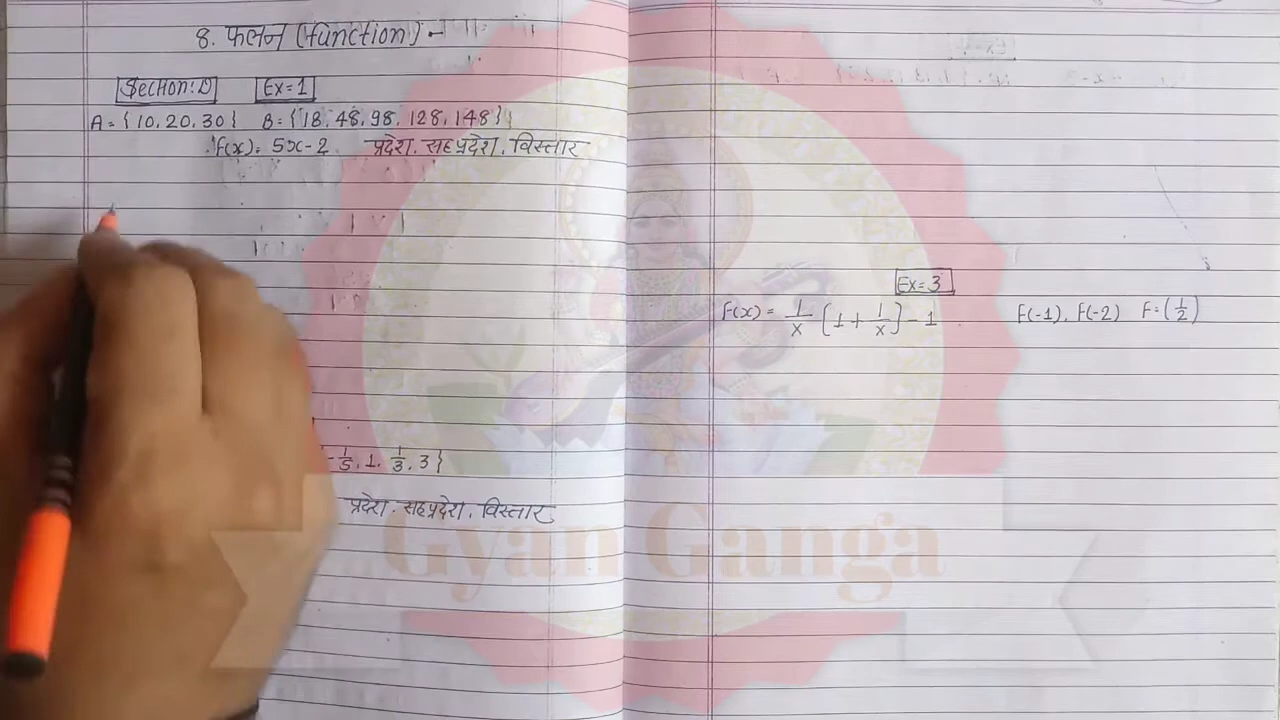 8. फलन (function) -
Section: D Ex=1
A = { 10, 20, 30 } B = { 18, 48, 98, 128, 148 }
f(x) = 5x - 2 प्रदेश, सहप्रदेश, विस्तार
-1/5, 1, 1/3, 3 }
प्रदेश, सहप्रदेश, विस्तार
Ex=3
F(x) = 1/x [1 + 1/x] - 1 F(-1), F(-2) F = (1/2)
Gyan Ganga